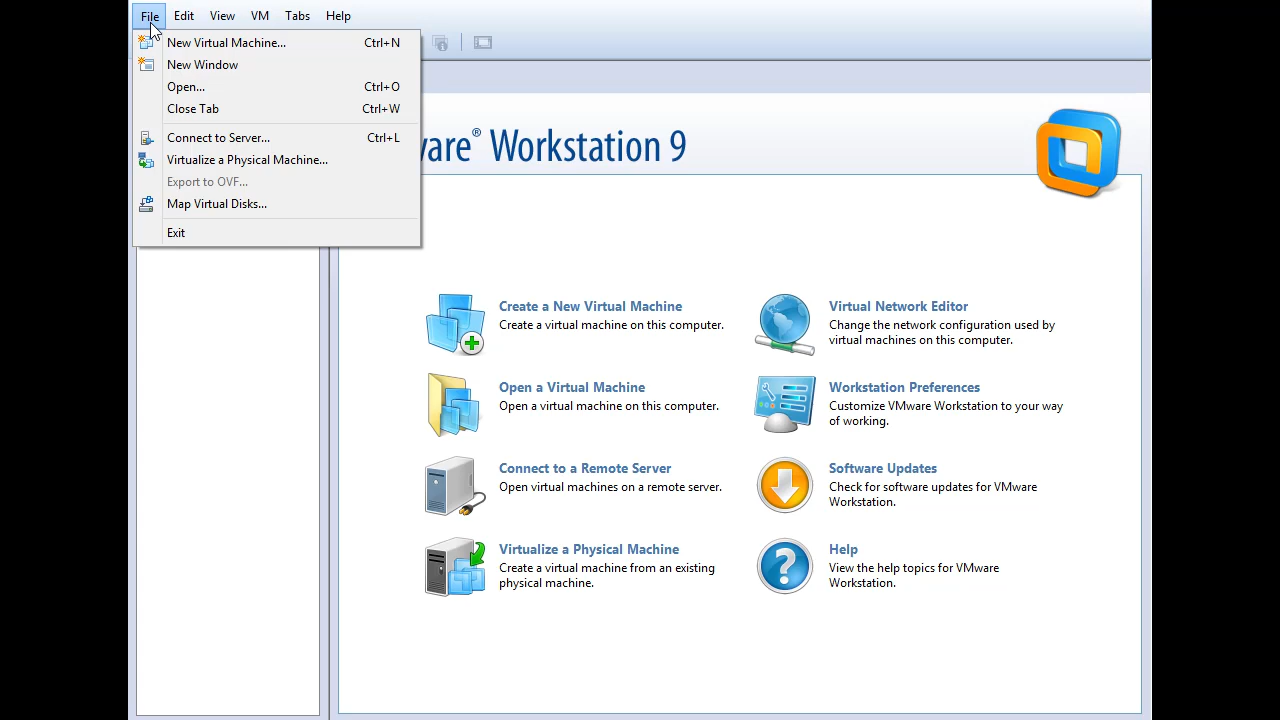 File Edit View VM Tabs Help
New Virtual Machine... Ctrl+N
New Window
Open... Ctrl+O
Close Tab Ctrl+W
Connect to Server... Ctrl+L
Virtualize a Physical Machine...
Export to OVF...
Map Virtual Disks...
Exit
ware® Workstation 9
Create a New Virtual Machine
Create a virtual machine on this computer.
Open a Virtual Machine
Open a virtual machine on this computer.
Connect to a Remote Server
Open virtual machines on a remote server.
Virtualize a Physical Machine
Create a virtual machine from an existing
physical machine.
Virtual Network Editor
Change the network configuration used by
virtual machines on this computer.
Workstation Preferences
Customize VMware Workstation to your way
of working.
Software Updates
Check for software updates for VMware
Workstation.
Help
View the help topics for VMware
Workstation.